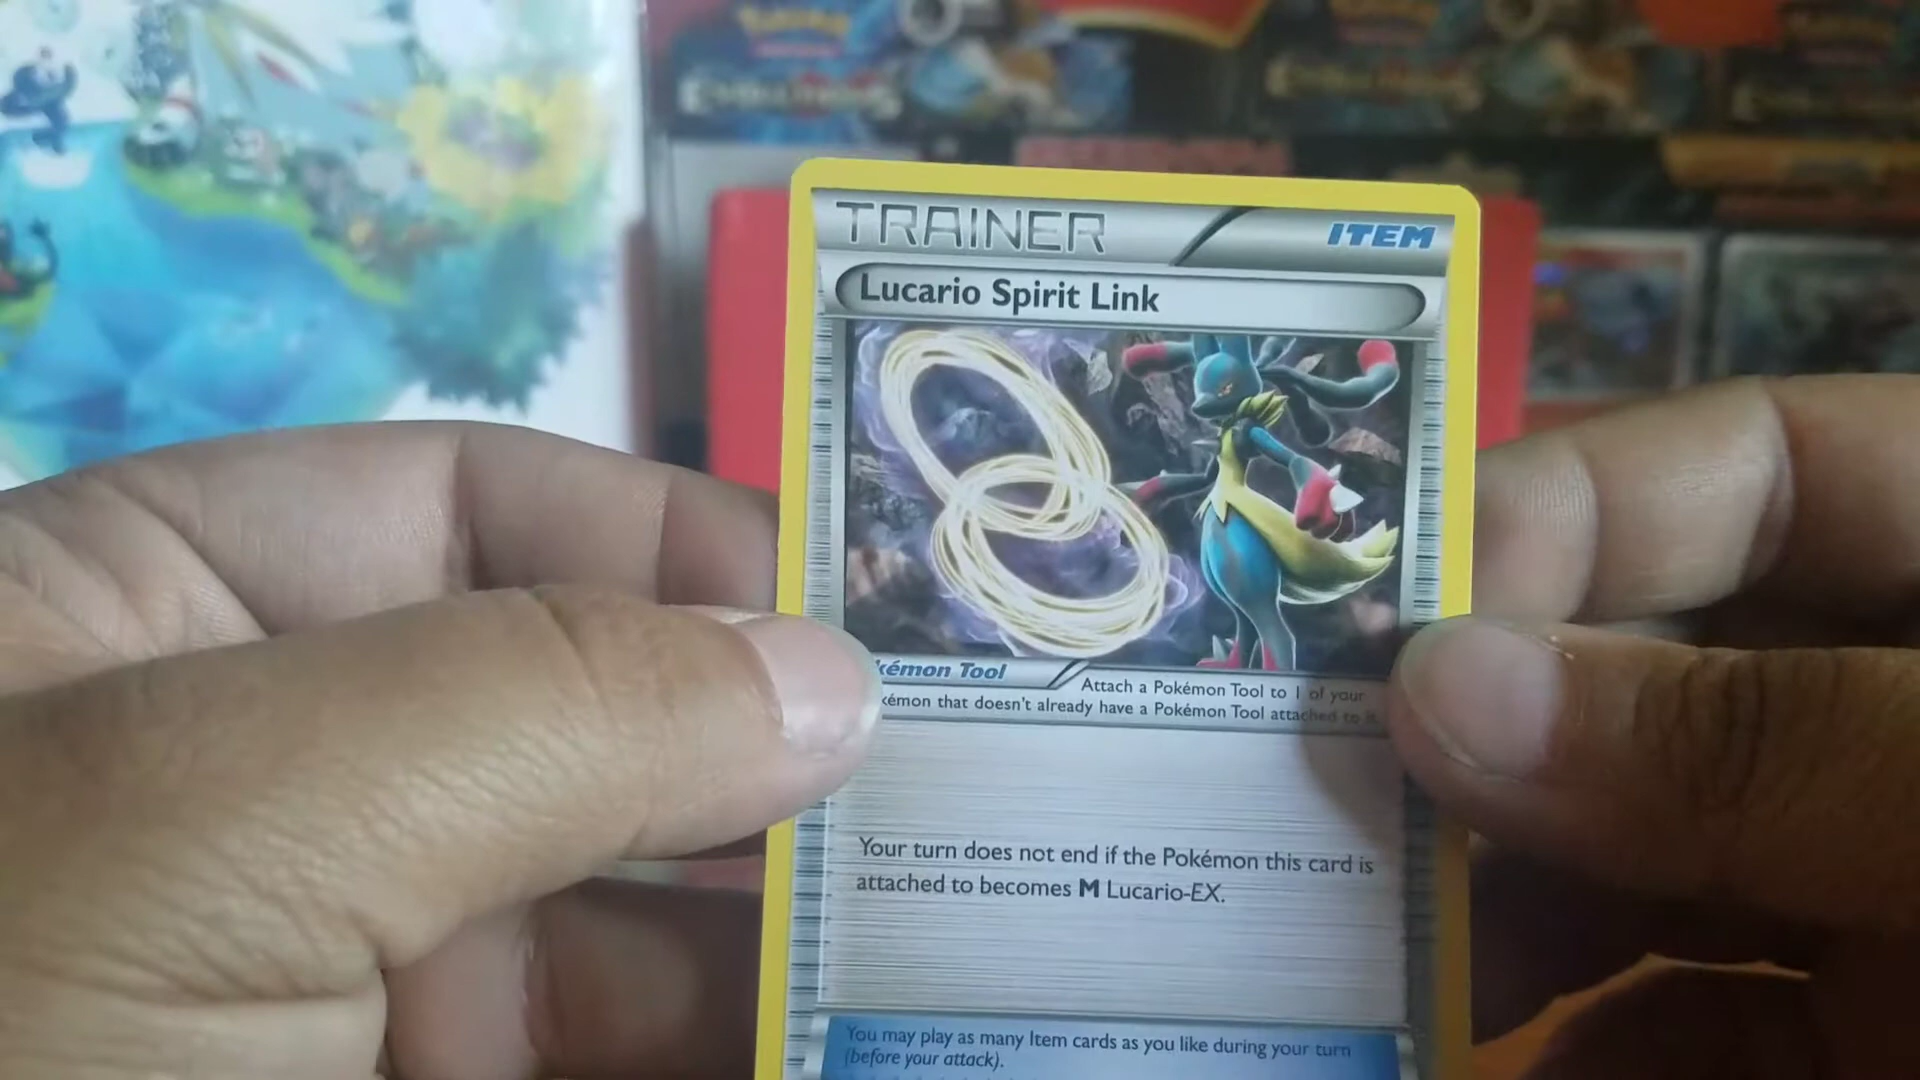 EVOLUTIONS
TRAINER
ITEM
Lucario Spirit Link
kémon Tool
Attach a Pokémon Tool to 1 of your
kémon that doesn't already have a Pokémon Tool attached to it.
Your turn does not end if the Pokémon this card is
attached to becomes M Lucario-EX.
You may play as many Item cards as you like during your turn
(before your attack).